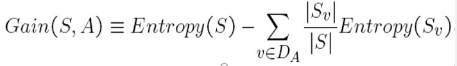 Gain(S, A) ≡ Entropy(S) − ∑_{v∈D_A} |S_v|/|S| Entropy(S_v)